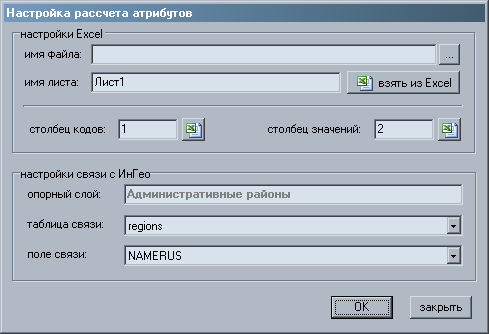 Настройка рассчета атрибутов
настройки Excel
имя файла: ...
имя листа: Лист1 взять из Excel
столбец кодов: 1 столбец значений: 2
настройки связи с ИнГео
опорный слой: Административные районы
таблица связи: regions
поле связи: NAMERUS
OK закрыть